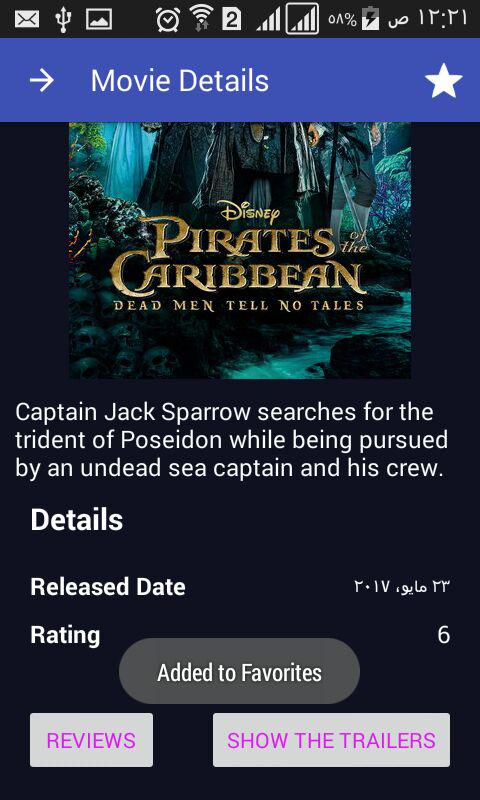 2 ٥٨% ص ١٢:٢١
Movie Details
Disney
PIRATES of the
CARIBBEAN
DEAD MEN TELL NO TALES
Captain Jack Sparrow searches for the
trident of Poseidon while being pursued
by an undead sea captain and his crew.
Details
Released Date ٢٣ مايو، ٢٠١٧
Rating 6
Added to Favorites
REVIEWS SHOW THE TRAILERS